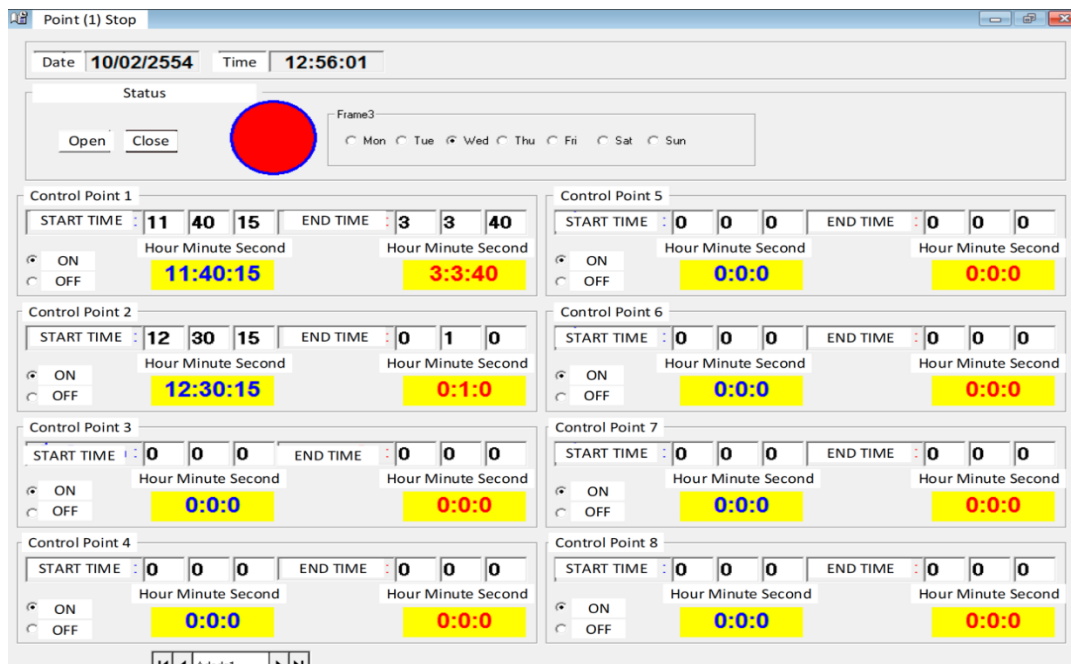 Point (1) Stop
Date 10/02/2554 Time 12:56:01
Status
Open Close
Frame3
Mon Tue Wed Thu Fri Sat Sun
Control Point 1
START TIME : 11 40 15 END TIME : 3 3 40
Hour Minute Second Hour Minute Second
ON 11:40:15 3:3:40
OFF
Control Point 2
START TIME : 12 30 15 END TIME : 0 1 0
Hour Minute Second Hour Minute Second
ON 12:30:15 0:1:0
OFF
Control Point 3
START TIME : 0 0 0 END TIME : 0 0 0
Hour Minute Second Hour Minute Second
ON 0:0:0 0:0:0
OFF
Control Point 4
START TIME : 0 0 0 END TIME : 0 0 0
Hour Minute Second Hour Minute Second
ON 0:0:0 0:0:0
OFF
Control Point 5
START TIME : 0 0 0 END TIME : 0 0 0
Hour Minute Second Hour Minute Second
ON 0:0:0 0:0:0
OFF
Control Point 6
START TIME : 0 0 0 END TIME : 0 0 0
Hour Minute Second Hour Minute Second
ON 0:0:0 0:0:0
OFF
Control Point 7
START TIME : 0 0 0 END TIME : 0 0 0
Hour Minute Second Hour Minute Second
ON 0:0:0 0:0:0
OFF
Control Point 8
START TIME : 0 0 0 END TIME : 0 0 0
Hour Minute Second Hour Minute Second
ON 0:0:0 0:0:0
OFF